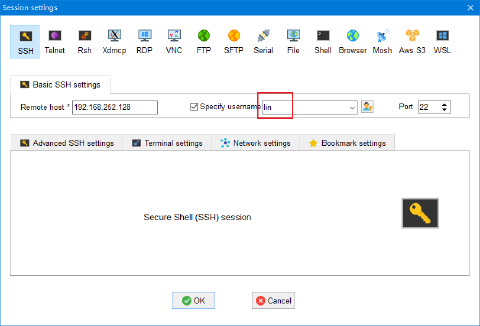 Session settings
SSH Telnet Rsh Xdmcp RDP VNC FTP SFTP Serial File Shell Browser Mosh Aws S3 WSL
Basic SSH settings
Remote host * 192.168.252.128 Specify username lin Port 22
Advanced SSH settings Terminal settings Network settings Bookmark settings
Secure Shell (SSH) session
OK Cancel